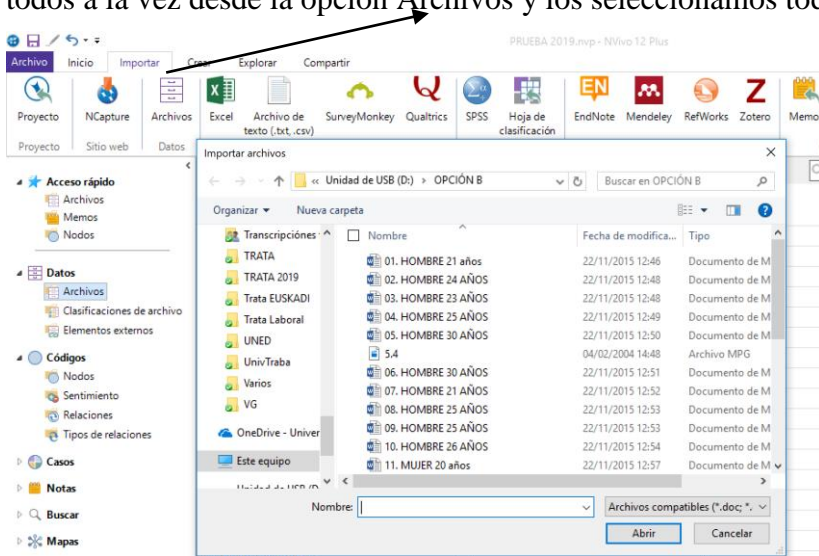 todos a la vez desde la opción Archivos y los seleccionamos tod
PRUEBA 2019.nvp - NVivo 12 Plus
Archivo Inicio Importar Crear Explorar Compartir
Proyecto NCapture Archivos Excel Archivo de texto (.txt, .csv) SurveyMonkey Qualtrics SPSS Hoja de clasificación EndNote Mendeley RefWorks Zotero Memo
Proyecto Sitio web Datos
Acceso rápido
Archivos
Memos
Nodos
Datos
Archivos
Clasificaciones de archivo
Elementos externos
Códigos
Nodos
Sentimiento
Relaciones
Tipos de relaciones
Casos
Notas
Buscar
Mapas
Importar archivos
« Unidad de USB (D:) › OPCIÓN B Buscar en OPCIÓN B
Organizar Nueva carpeta
Transcripciónes
TRATA
TRATA 2019
Trata EUSKADI
Trata Laboral
UNED
UnivTraba
Varios
VG
OneDrive - Univer
Este equipo
Nombre Fecha de modifica... Tipo
01. HOMBRE 21 años 22/11/2015 12:46 Documento de M
02. HOMBRE 24 AÑOS 22/11/2015 12:48 Documento de M
03. HOMBRE 23 AÑOS 22/11/2015 12:48 Documento de M
04. HOMBRE 25 AÑOS 22/11/2015 12:49 Documento de M
05. HOMBRE 30 AÑOS 22/11/2015 12:50 Documento de M
5.4 04/02/2004 14:48 Archivo MPG
06. HOMBRE 30 AÑOS 22/11/2015 12:51 Documento de M
07. HOMBRE 21 AÑOS 22/11/2015 12:52 Documento de M
08. HOMBRE 25 AÑOS 22/11/2015 12:53 Documento de M
09. HOMBRE 25 AÑOS 22/11/2015 12:53 Documento de M
10. HOMBRE 26 AÑOS 22/11/2015 12:54 Documento de M
11. MUJER 20 años 22/11/2015 12:57 Documento de M
Nombre: Archivos compatibles (*.doc; *.
Abrir Cancelar